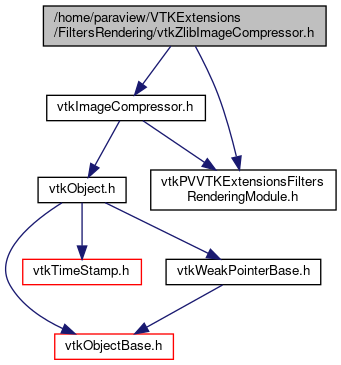 /home/paraview/VTKExtensions
/FiltersRendering/vtkZlibImageCompressor.h
vtkImageCompressor.h
vtkObject.h
vtkPVVTKExtensionsFilters
RenderingModule.h
vtkTimeStamp.h
vtkWeakPointerBase.h
vtkObjectBase.h